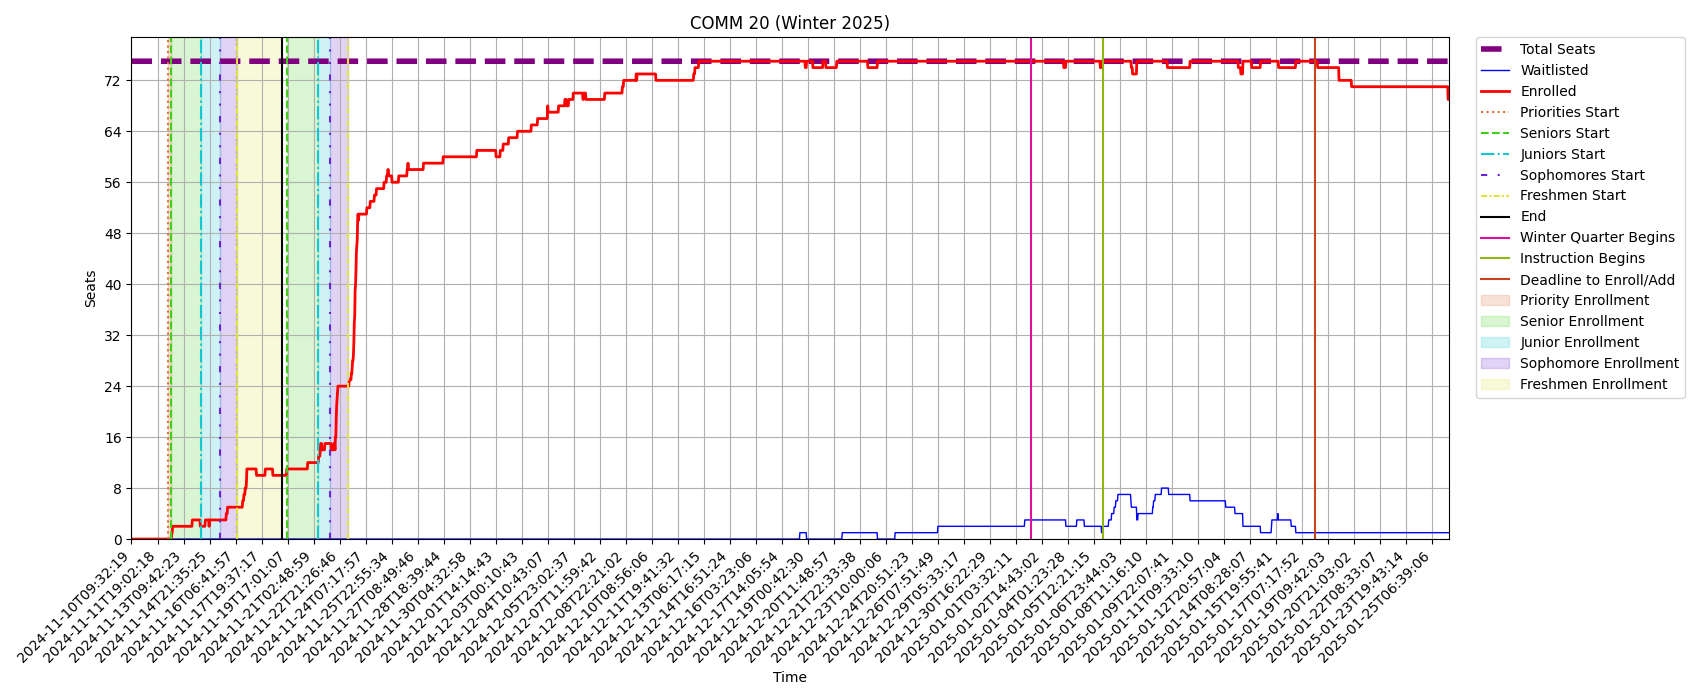 COMM 20 (Winter 2025)
Seats
72
64
56
48
40
32
24
16
8
0
2024-11-10T09:32:19
2024-11-11T19:02:18
2024-11-13T09:42:23
2024-11-14T21:35:25
2024-11-16T06:41:57
2024-11-17T19:37:17
2024-11-19T17:01:07
2024-11-21T02:48:59
2024-11-22T21:26:46
2024-11-24T07:17:57
2024-11-25T22:55:34
2024-11-27T08:49:46
2024-11-28T18:39:44
2024-11-30T04:32:58
2024-12-01T14:14:43
2024-12-03T00:10:43
2024-12-04T10:43:07
2024-12-05T23:02:37
2024-12-07T11:59:42
2024-12-08T22:21:02
2024-12-10T08:56:06
2024-12-11T19:41:32
2024-12-13T06:17:15
2024-12-14T16:51:24
2024-12-16T03:23:06
2024-12-17T14:05:54
2024-12-19T00:42:30
2024-12-20T11:48:57
2024-12-21T22:33:38
2024-12-23T10:00:06
2024-12-24T20:51:23
2024-12-26T07:51:49
2024-12-29T05:33:17
2024-12-30T16:22:29
2025-01-01T03:32:11
2025-01-02T14:43:02
2025-01-04T01:23:28
2025-01-05T12:21:15
2025-01-06T23:44:03
2025-01-08T11:16:10
2025-01-09T22:07:41
2025-01-11T09:33:10
2025-01-12T20:57:04
2025-01-14T08:28:07
2025-01-15T19:55:41
2025-01-17T07:17:52
2025-01-19T09:42:03
2025-01-20T21:03:02
2025-01-22T08:33:07
2025-01-23T19:43:14
2025-01-25T06:39:06
Time
Total Seats
Waitlisted
Enrolled
Priorities Start
Seniors Start
Juniors Start
Sophomores Start
Freshmen Start
End
Winter Quarter Begins
Instruction Begins
Deadline to Enroll/Add
Priority Enrollment
Senior Enrollment
Junior Enrollment
Sophomore Enrollment
Freshmen Enrollment